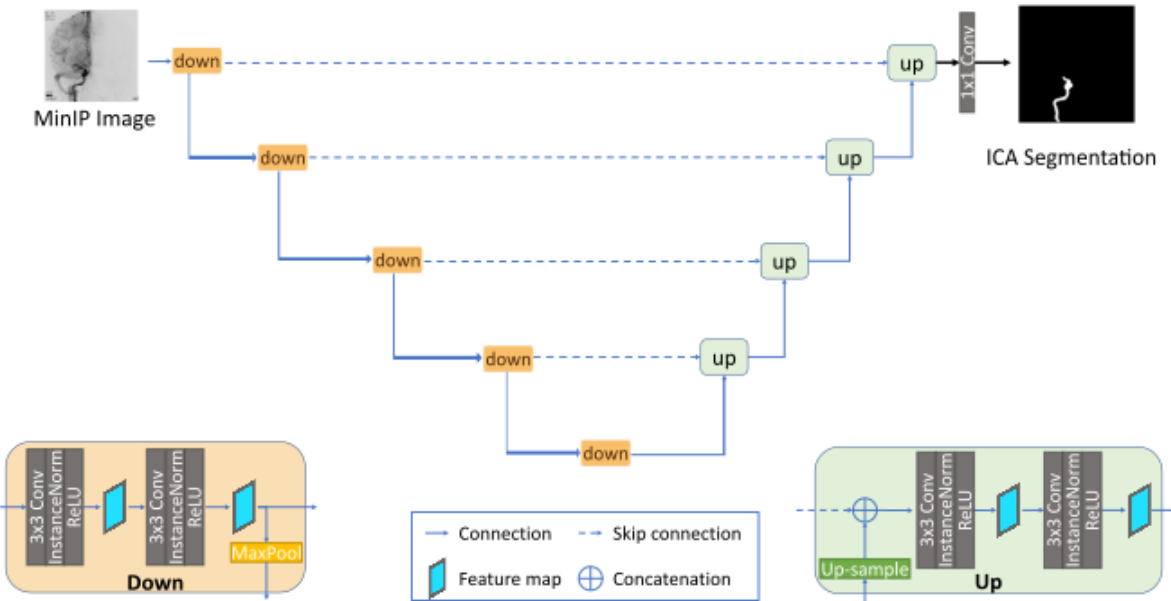 down
up
1x1 Conv
MinIP Image
down
up
ICA Segmentation
down
up
down
up
down
3x3 Conv
InstanceNorm
ReLU
3x3 Conv
InstanceNorm
ReLU
MaxPool
Down
Connection
Skip connection
Feature map
Concatenation
3x3 Conv
InstanceNorm
ReLU
3x3 Conv
InstanceNorm
ReLU
Up-sample
Up